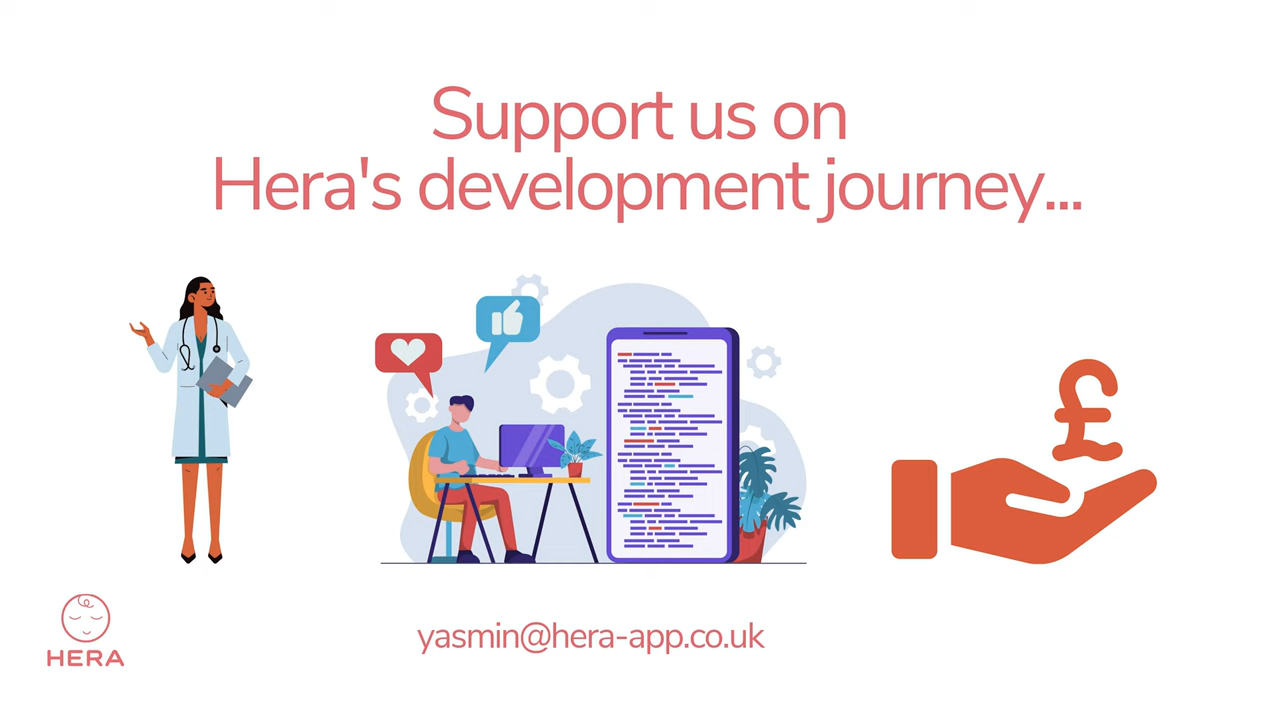 Support us on
Hera's development journey...
£
HERA
yasmin@hera-app.co.uk